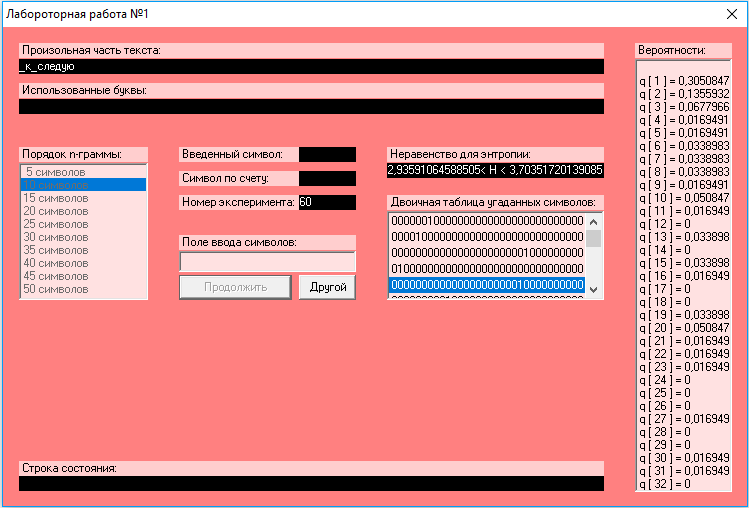 Лабороторная работа №1
Произольная часть текста:
_к_следую
Использованные буквы:
Порядок n-граммы:
5 символов
10 символов
15 символов
20 символов
25 символов
30 символов
35 символов
40 символов
45 символов
50 символов
Введенный символ:
Символ по счету:
Номер эксперимента: 60
Поле ввода символов:
Продолжить
Другой
Неравенство для энтропии:
2,93591064588505< H < 3,70351720139085
Двоичная таблица угаданных символов:
00000100000000000000000000000000
00001000000000000000000000000000
00000000000000000000001000000000
01000000000000000000000000000000
00000000000000000000010000000000
Строка состояния:
Вероятности:
q [ 1 ] = 0,3050847
q [ 2 ] = 0,1355932
q [ 3 ] = 0,0677966
q [ 4 ] = 0,0169491
q [ 5 ] = 0,0169491
q [ 6 ] = 0,0338983
q [ 7 ] = 0,0338983
q [ 8 ] = 0,0338983
q [ 9 ] = 0,0169491
q [ 10 ] = 0,050847
q [ 11 ] = 0,016949
q [ 12 ] = 0
q [ 13 ] = 0,033898
q [ 14 ] = 0
q [ 15 ] = 0,033898
q [ 16 ] = 0,016949
q [ 17 ] = 0
q [ 18 ] = 0
q [ 19 ] = 0,033898
q [ 20 ] = 0,050847
q [ 21 ] = 0,016949
q [ 22 ] = 0,016949
q [ 23 ] = 0,016949
q [ 24 ] = 0
q [ 25 ] = 0
q [ 26 ] = 0
q [ 27 ] = 0,016949
q [ 28 ] = 0
q [ 29 ] = 0
q [ 30 ] = 0,016949
q [ 31 ] = 0,016949
q [ 32 ] = 0